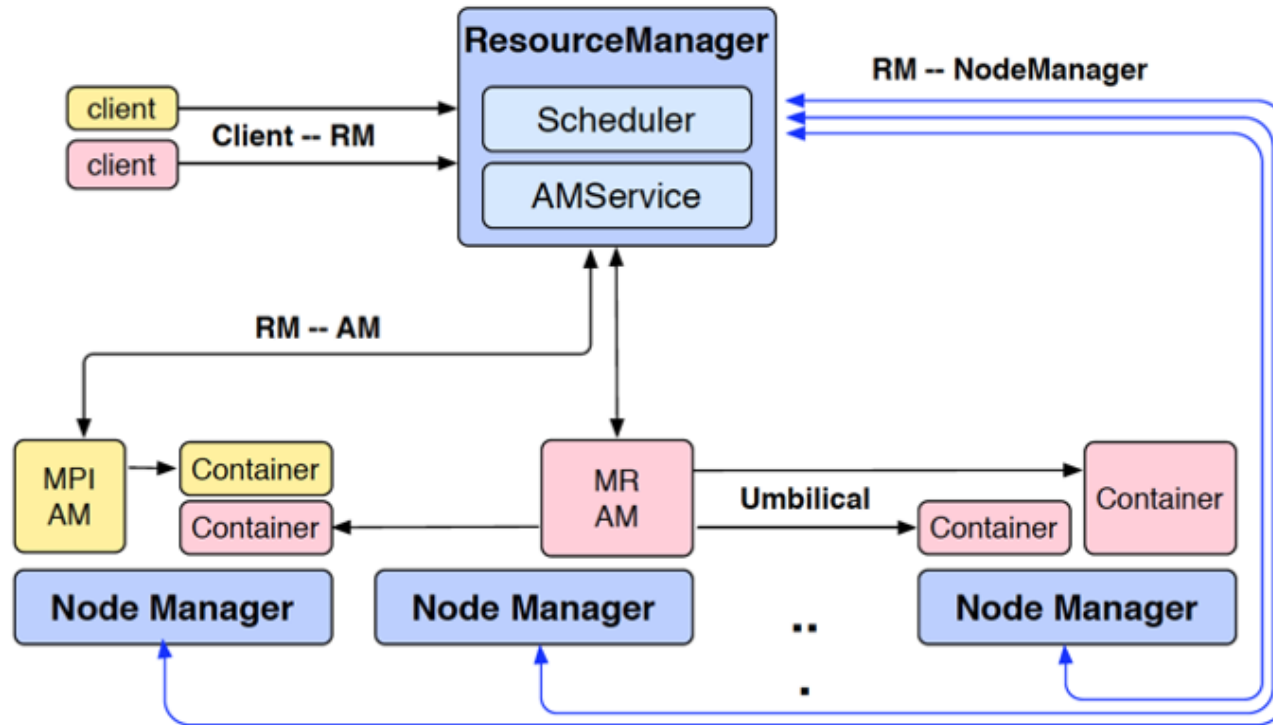 ResourceManager
RM -- NodeManager
client
Scheduler
Client -- RM
client
AMService
RM -- AM
MPI
AM
Container
Container
MR
AM
Umbilical
Container
Container
Node Manager
Node Manager
..
.
Node Manager